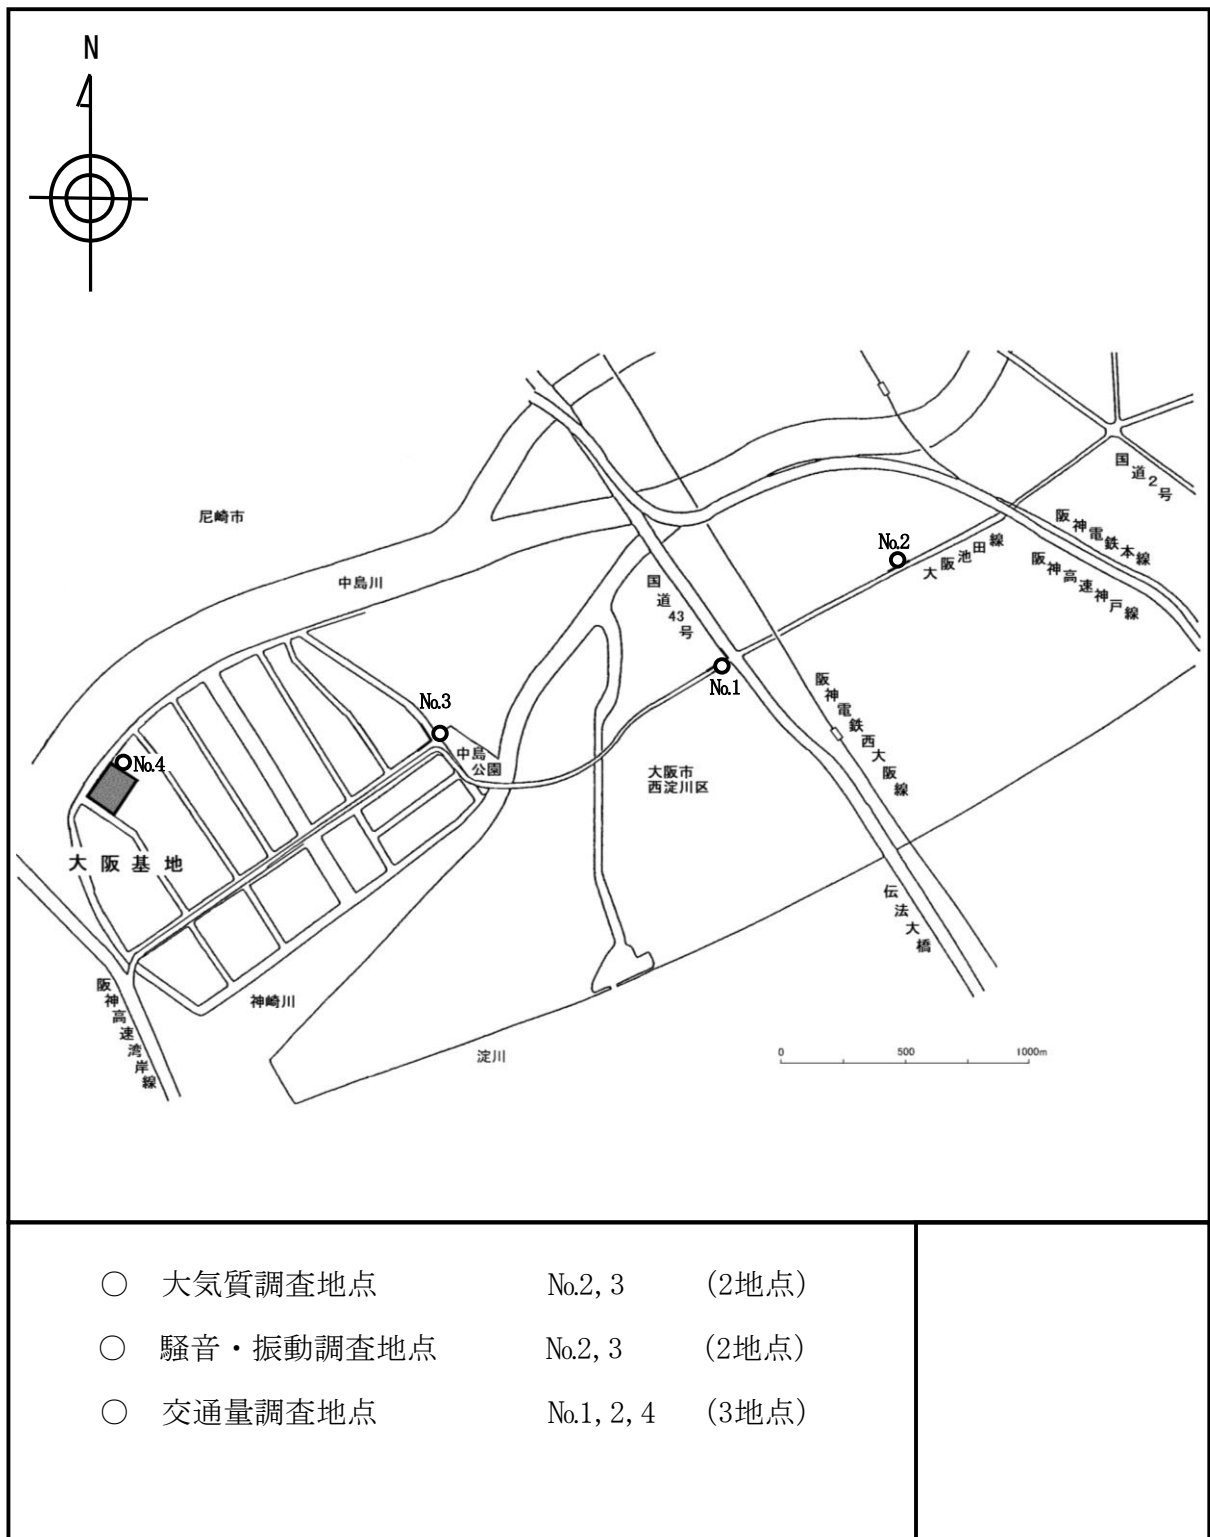 N
尼崎市
中島川
国道2号
阪神電鉄本線
No.2
大阪池田線
阪神高速神戸線
国道43号
No.1
阪神電鉄西大阪線
No.3
中島
公園
No.4
大阪市
西淀川区
大阪基地
伝法大橋
阪神高速湾岸線
神崎川
淀川
0 500 1000m
○ 大気質調査地点 No.2, 3 (2地点)
○ 騒音・振動調査地点 No.2, 3 (2地点)
○ 交通量調査地点 No.1, 2, 4 (3地点)